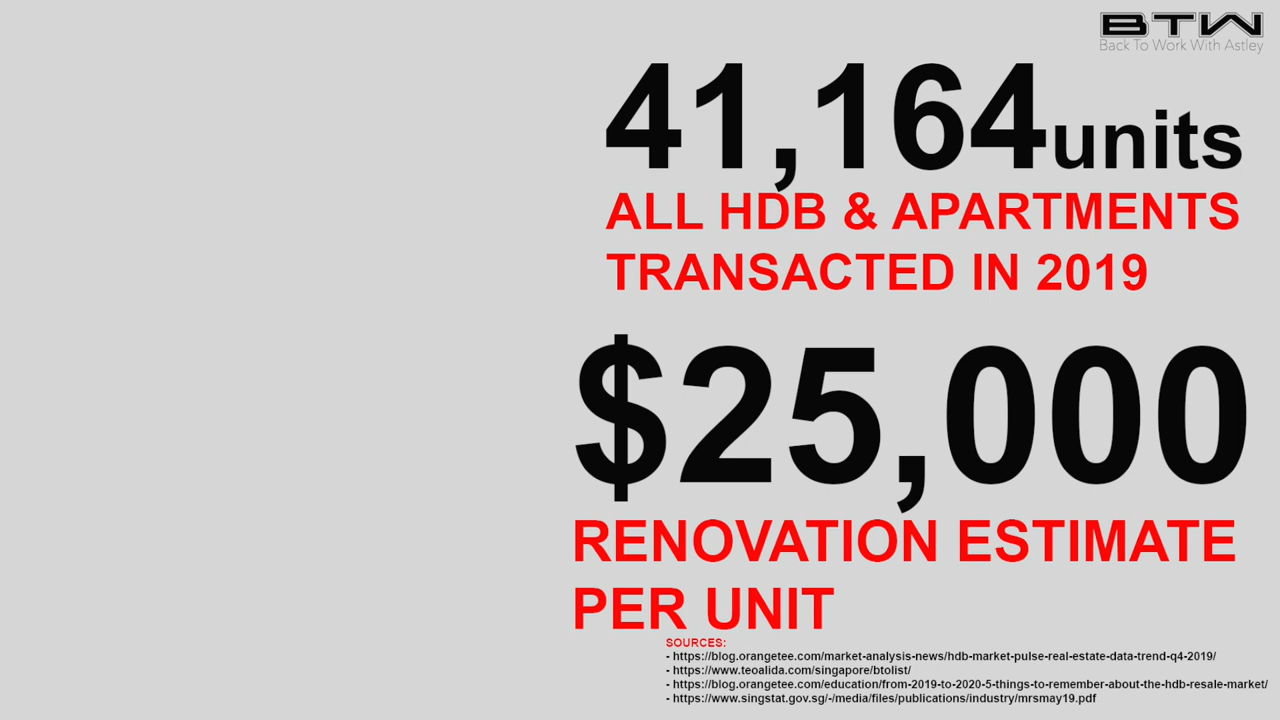 BTW
Back To Work With Astley
41,164units
ALL HDB & APARTMENTS
TRANSACTED IN 2019
$25,000
RENOVATION ESTIMATE
PER UNIT
SOURCES:
- https://blog.orangetee.com/market-analysis-news/hdb-market-pulse-real-estate-data-trend-q4-2019/
- https://www.teoalida.com/singapore/btolist/
- https://blog.orangetee.com/education/from-2019-to-2020-5-things-to-remember-about-the-hdb-resale-market/
- https://www.singstat.gov.sg/-/media/files/publications/industry/mrsmay19.pdf